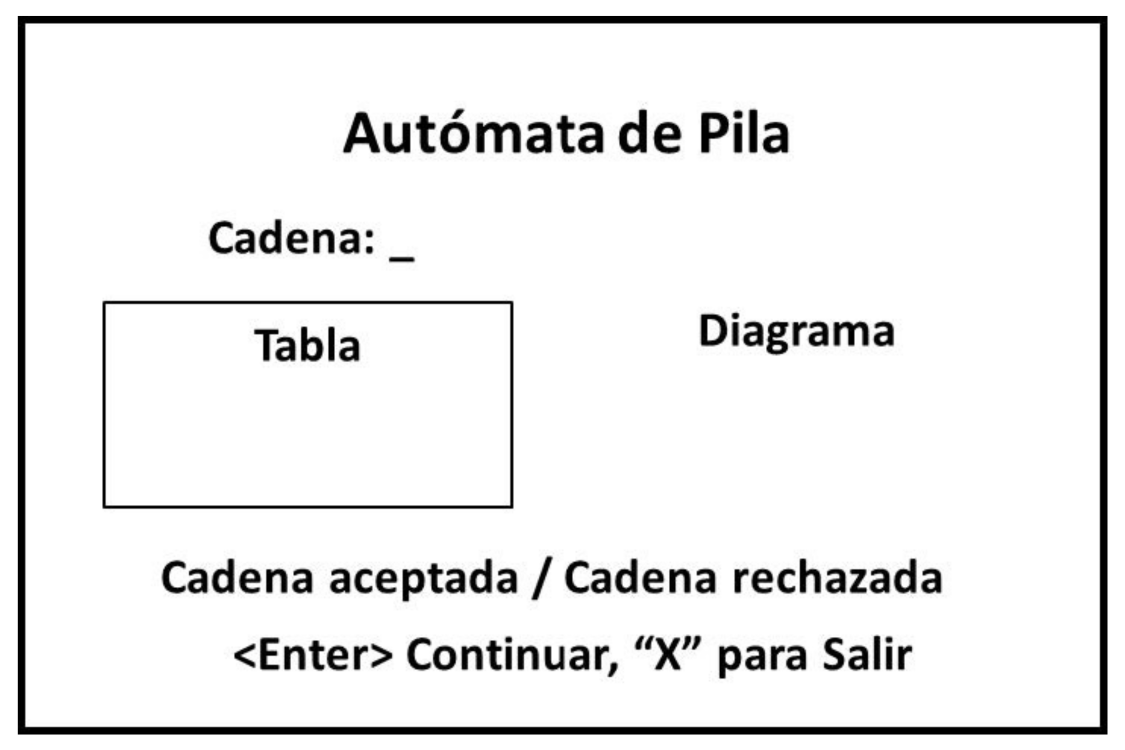 Autómata de Pila
Cadena: _
Tabla
Diagrama
Cadena aceptada / Cadena rechazada
<Enter> Continuar, “X” para Salir